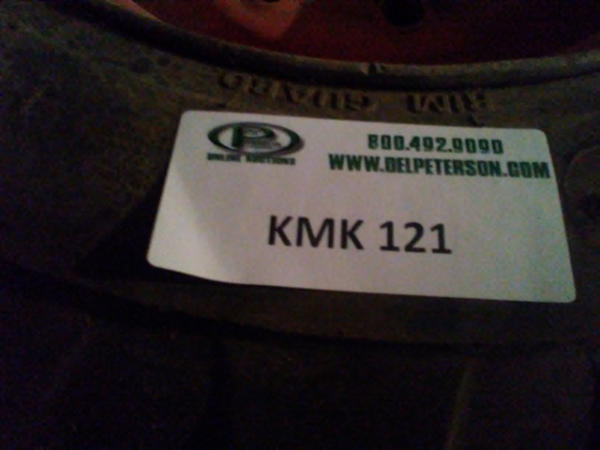 RIM GUARD
P
ONLINE AUCTIONS
800.492.9090
WWW.DELPETERSON.COM
KMK 121